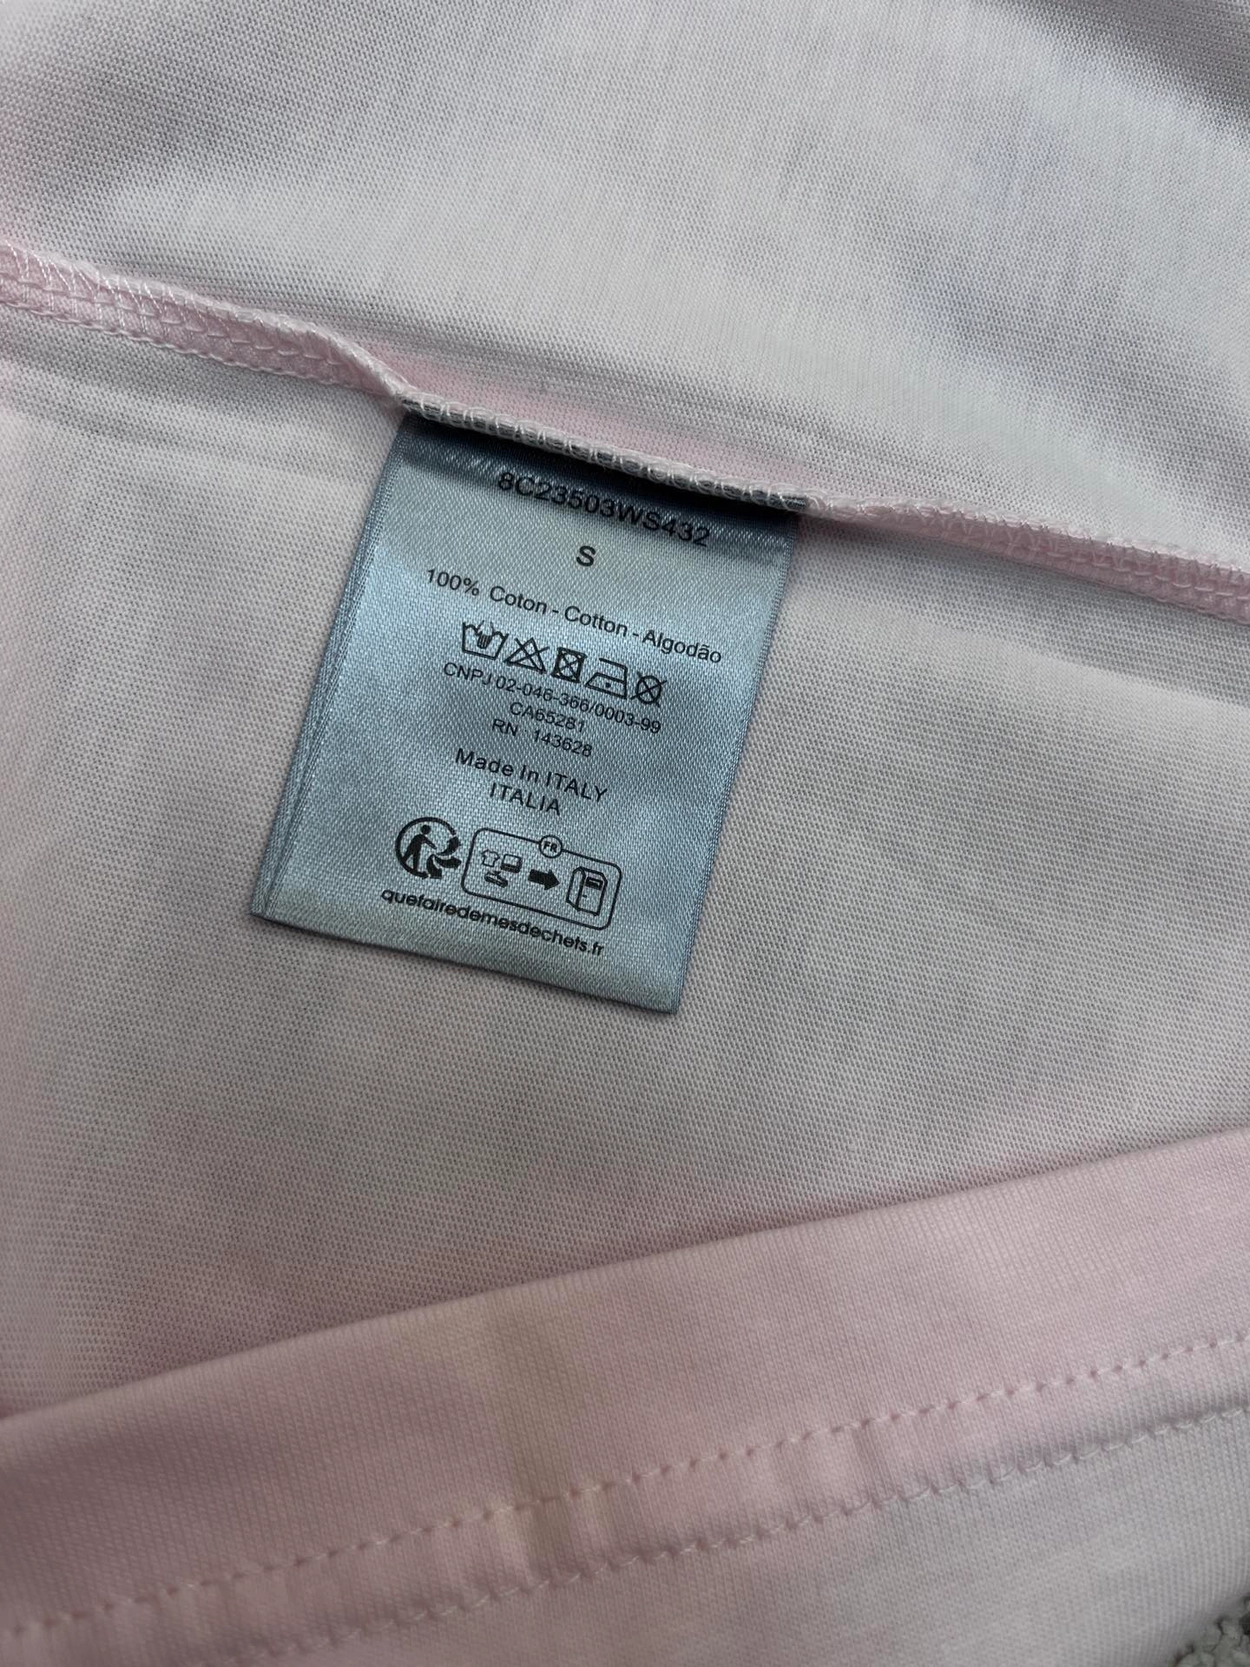 8C23503WS432
S
100% Coton - Cotton - Algodão
CNPJ 02-046-366/0003-99
CA65281
RN 143628
Made in ITALY
ITALIA
FR
quefairedemesdechets.fr